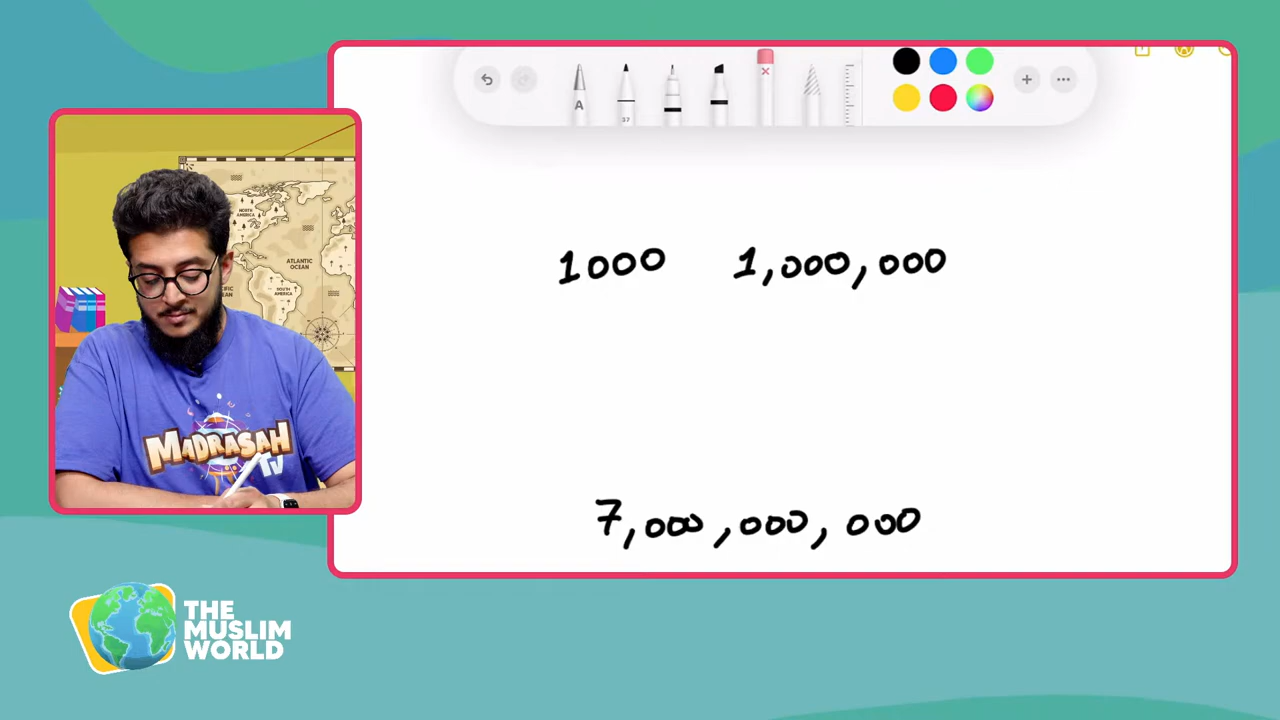 A
37
1000 1,000,000
NORTH
AMERICA
ATLANTIC
OCEAN
SOUTH
AMERICA
MADRASAH
TV
7,000,000,000
THE
MUSLIM
WORLD